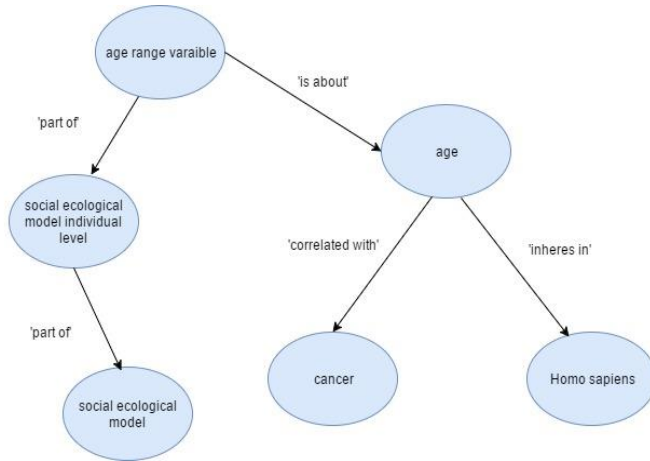 age range varaible
'is about'
'part of'
age
social ecological
model individual
level
'correlated with'
'inheres in'
'part of'
cancer
Homo sapiens
social ecological
model